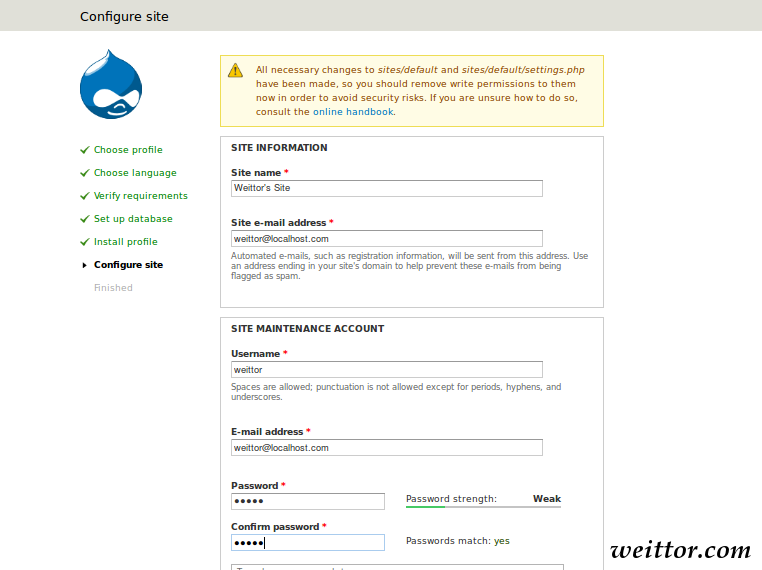 Configure site
All necessary changes to sites/default and sites/default/settings.php
have been made, so you should remove write permissions to them
now in order to avoid security risks. If you are unsure how to do so,
consult the online handbook.
Choose profile
Choose language
Verify requirements
Set up database
Install profile
Configure site
Finished
SITE INFORMATION
Site name *
Weittor's Site
Site e-mail address *
weittor@localhost.com
Automated e-mails, such as registration information, will be sent from this address. Use
an address ending in your site's domain to help prevent these e-mails from being
flagged as spam.
SITE MAINTENANCE ACCOUNT
Username *
weittor
Spaces are allowed; punctuation is not allowed except for periods, hyphens, and
underscores.
E-mail address *
weittor@localhost.com
Password *
●●●●●
Password strength: Weak
Confirm password *
●●●●●
Passwords match: yes
weittor.com